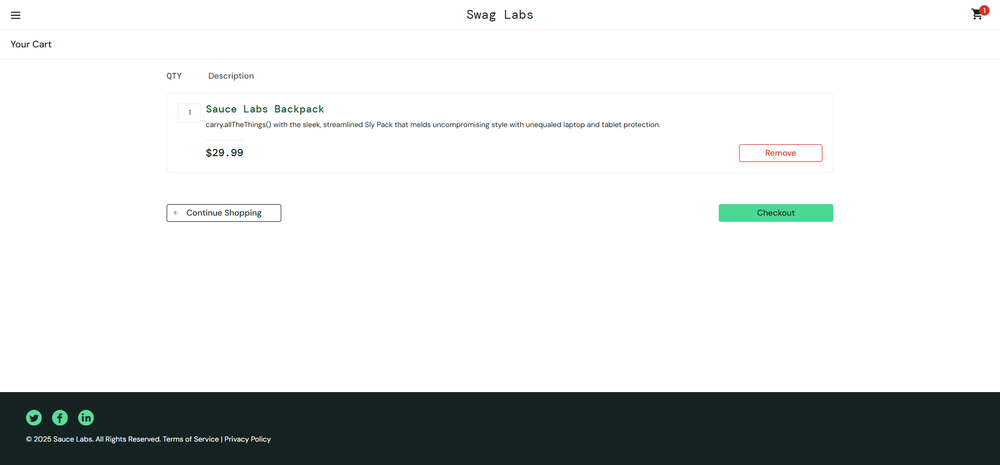 Swag Labs
1
Your Cart
QTY Description
1 Sauce Labs Backpack
carry.allTheThings() with the sleek, streamlined Sly Pack that melds uncompromising style with unequaled laptop and tablet protection.
$29.99 Remove
Continue Shopping Checkout
© 2025 Sauce Labs. All Rights Reserved. Terms of Service | Privacy Policy